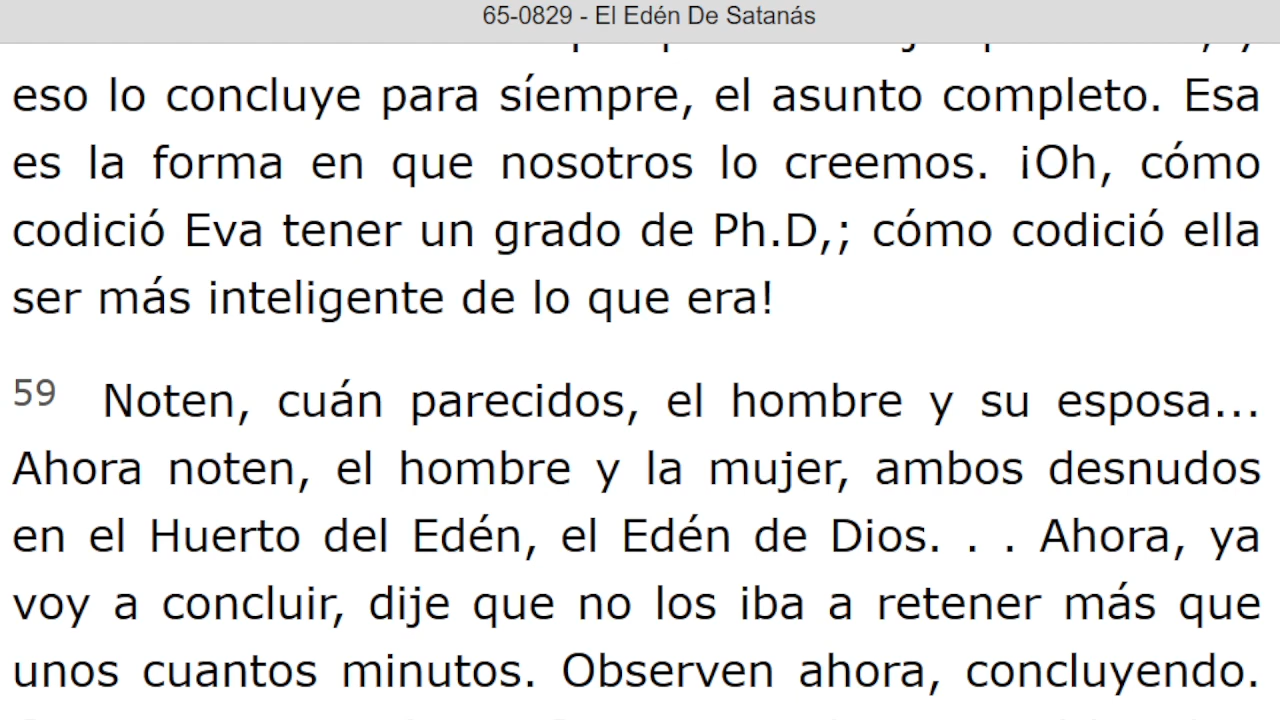 65-0829 - El Edén De Satanás
eso lo concluye para síempre, el asunto completo. Esa
es la forma en que nosotros lo creemos. ¡Oh, cómo
codició Eva tener un grado de Ph.D,; cómo codició ella
ser más inteligente de lo que era!
59 Noten, cuán parecidos, el hombre y su esposa...
Ahora noten, el hombre y la mujer, ambos desnudos
en el Huerto del Edén, el Edén de Dios. . . Ahora, ya
voy a concluir, dije que no los iba a retener más que
unos cuantos minutos. Observen ahora, concluyendo.